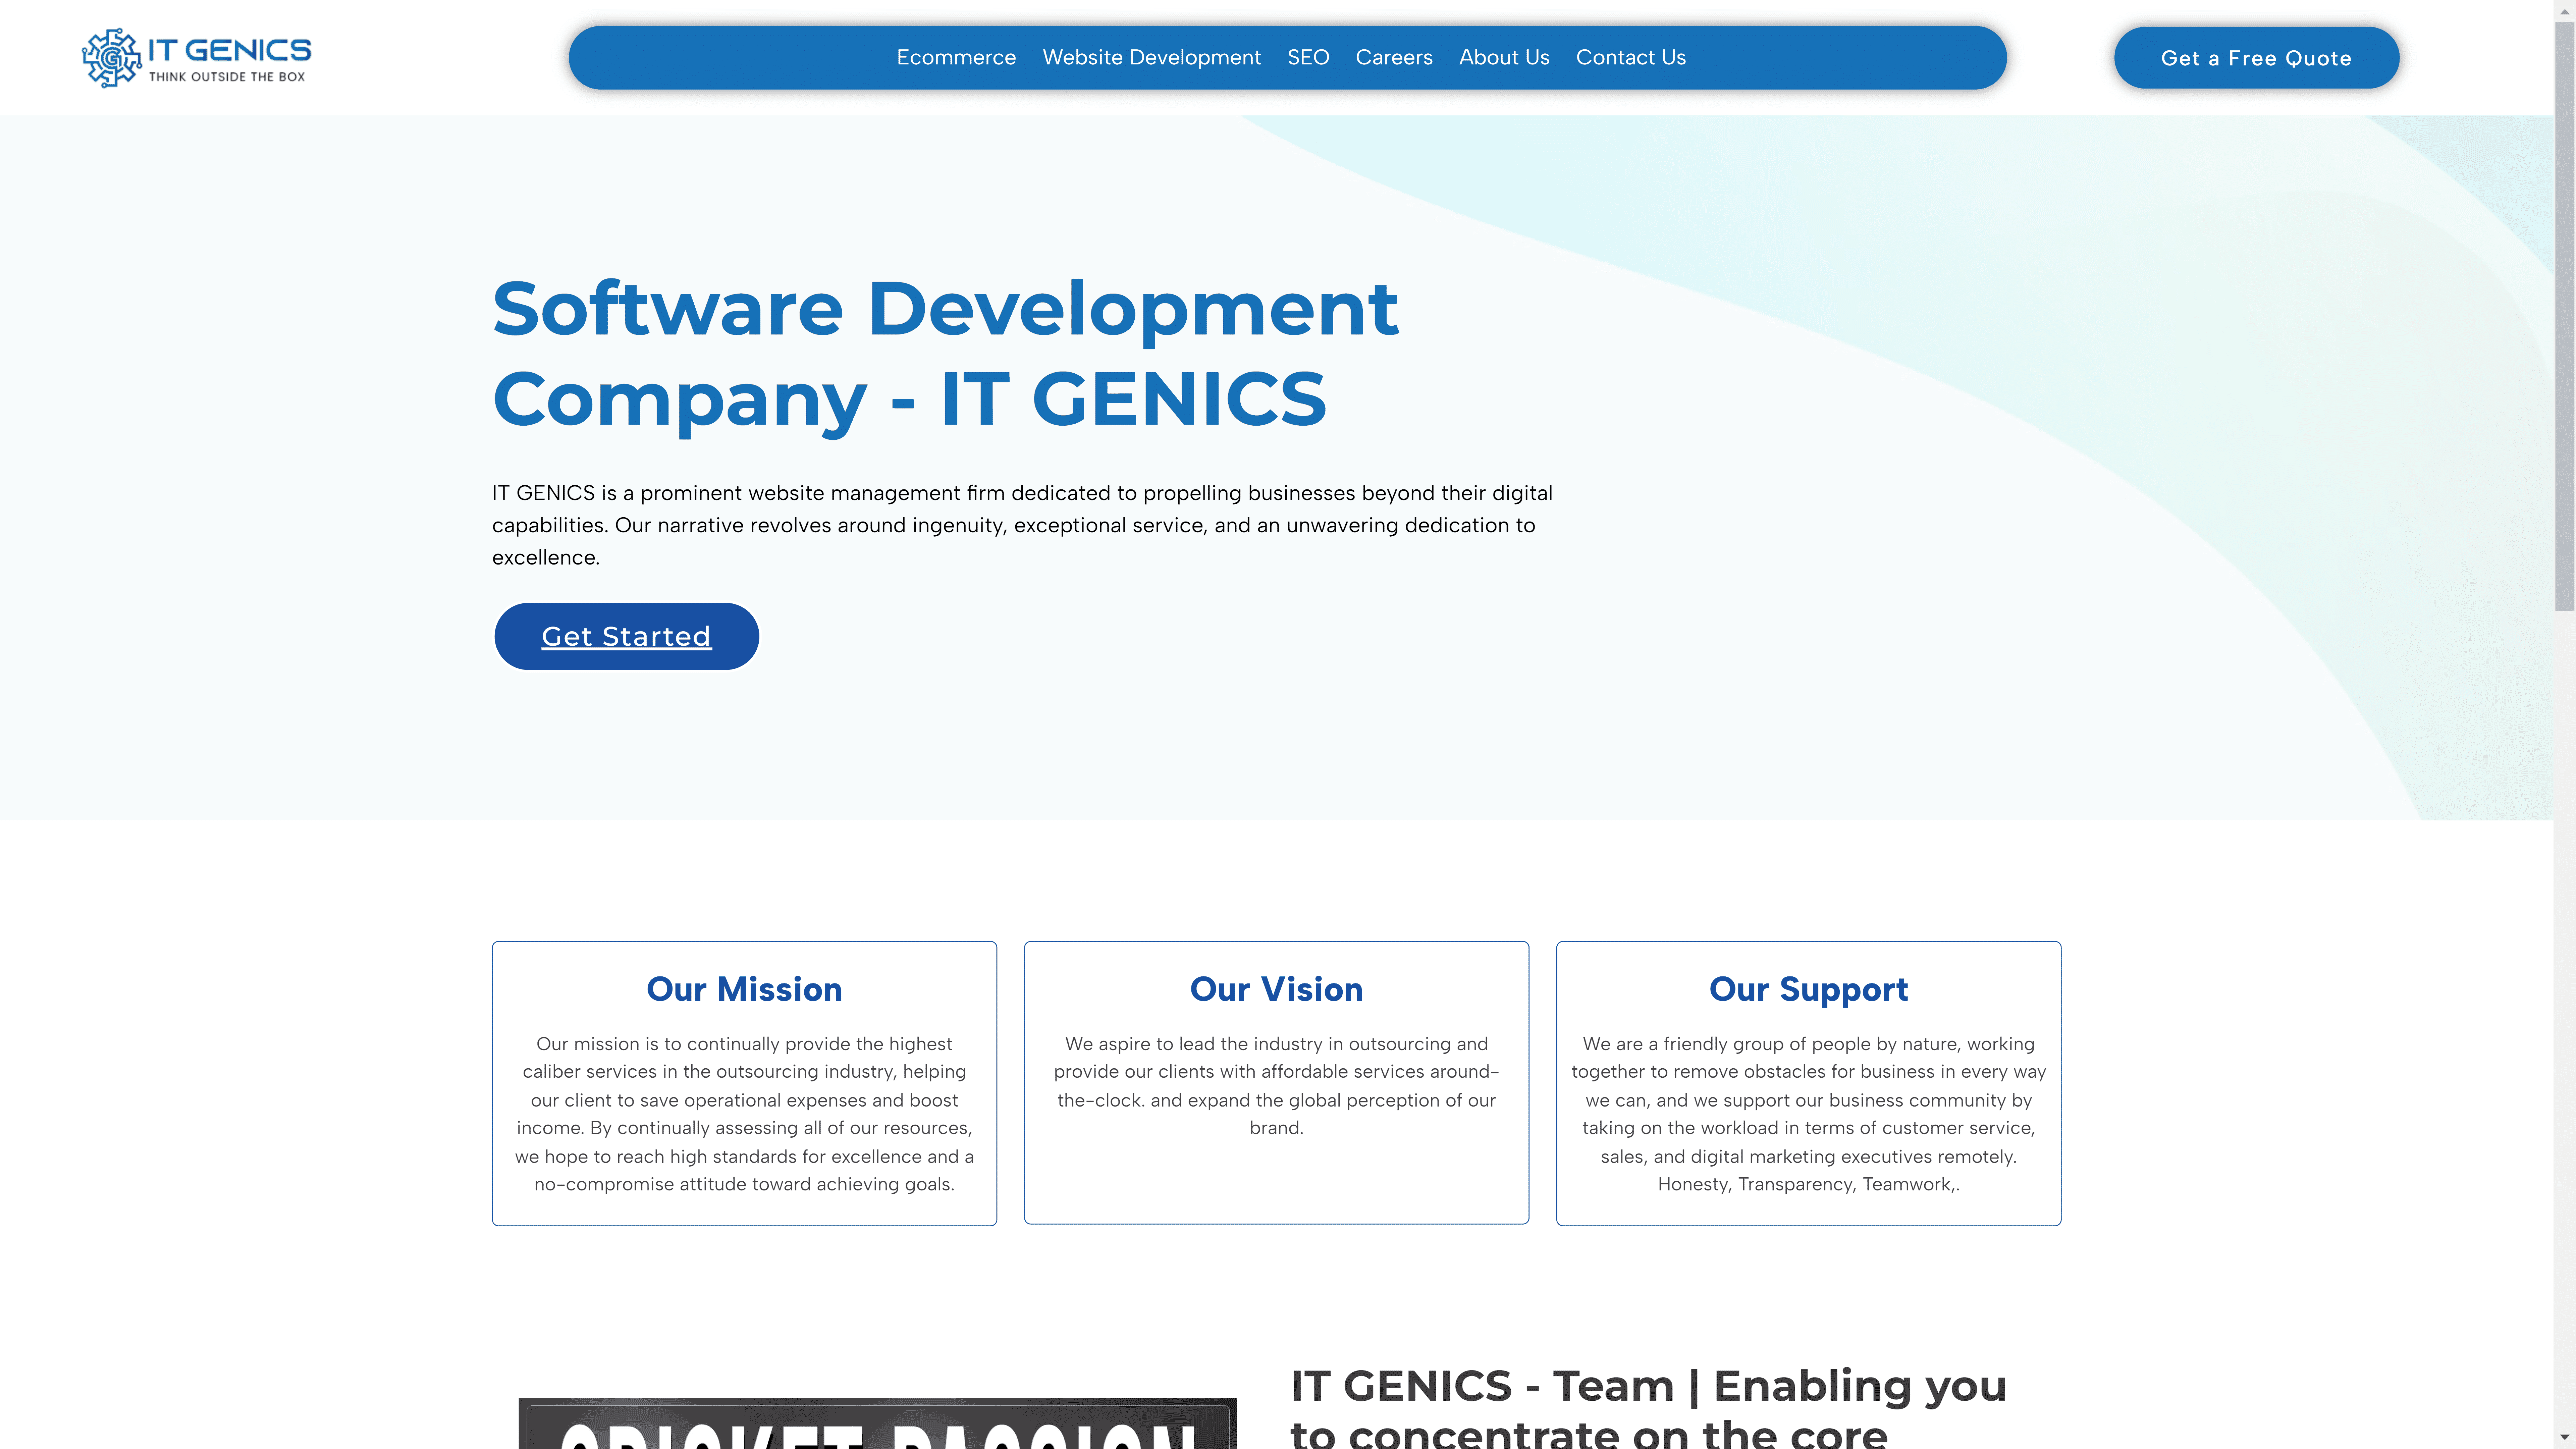 IT GENICS
THINK OUTSIDE THE BOX
Ecommerce Website Development SEO Careers About Us Contact Us
Get a Free Quote
Software Development
Company - IT GENICS
IT GENICS is a prominent website management firm dedicated to propelling businesses beyond their digital
capabilities. Our narrative revolves around ingenuity, exceptional service, and an unwavering dedication to
excellence.
Get Started
Our Mission
Our mission is to continually provide the highest
caliber services in the outsourcing industry, helping
our client to save operational expenses and boost
income. By continually assessing all of our resources,
we hope to reach high standards for excellence and a
no-compromise attitude toward achieving goals.
Our Vision
We aspire to lead the industry in outsourcing and
provide our clients with affordable services around-
the-clock. and expand the global perception of our
brand.
Our Support
We are a friendly group of people by nature, working
together to remove obstacles for business in every way
we can, and we support our business community by
taking on the workload in terms of customer service,
sales, and digital marketing executives remotely.
Honesty, Transparency, Teamwork,.
CRICKET PASSION
IT GENICS - Team | Enabling you
to concentrate on the core